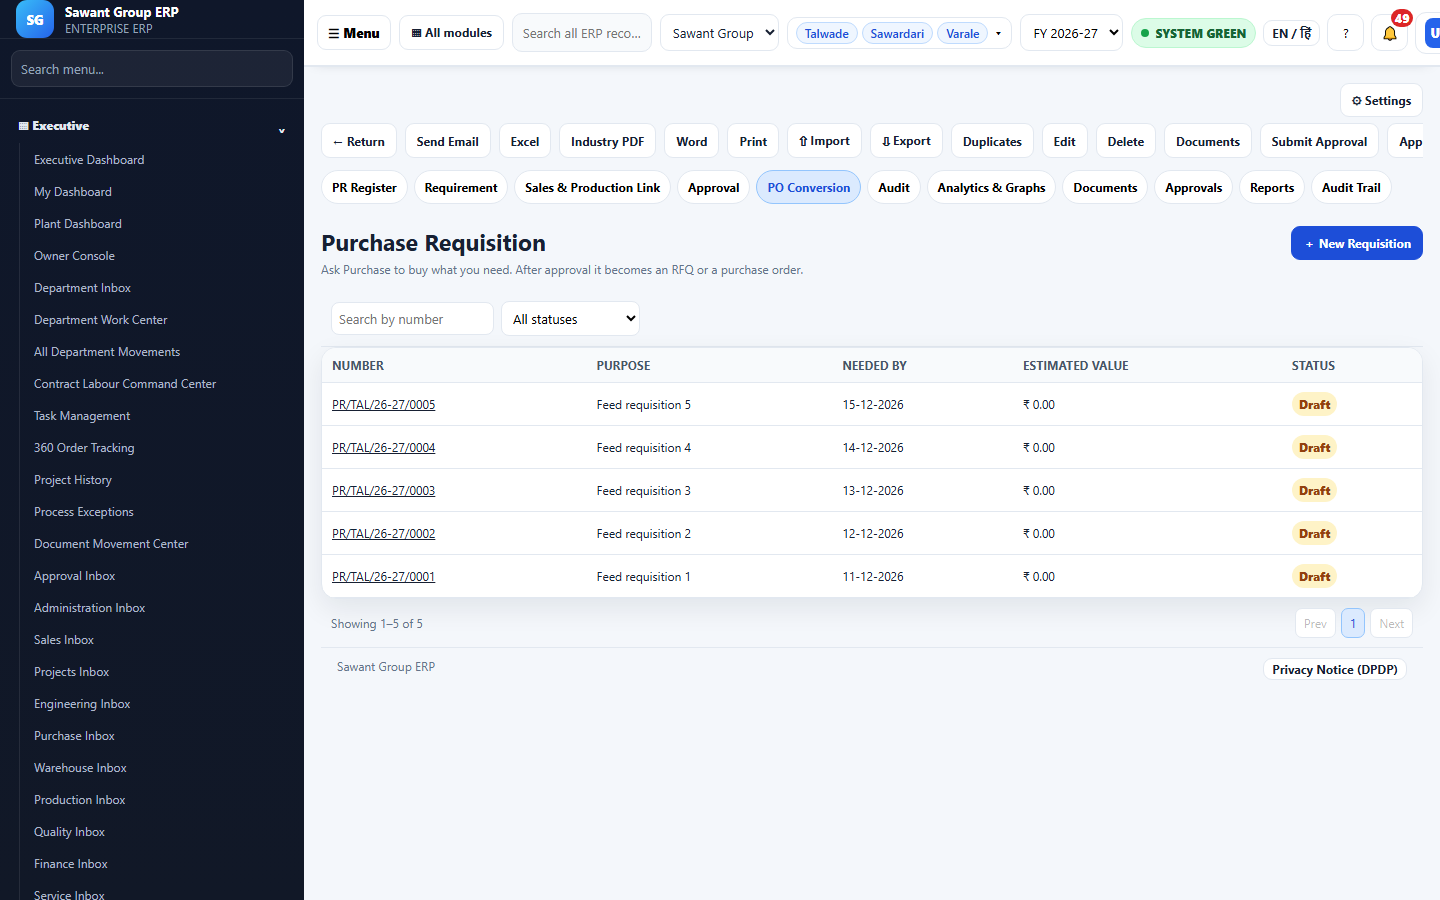 SG
Sawant Group ERP
ENTERPRISE ERP
Search menu...
Executive
Executive Dashboard
My Dashboard
Plant Dashboard
Owner Console
Department Inbox
Department Work Center
All Department Movements
Contract Labour Command Center
Task Management
360 Order Tracking
Project History
Process Exceptions
Document Movement Center
Approval Inbox
Administration Inbox
Sales Inbox
Projects Inbox
Engineering Inbox
Purchase Inbox
Warehouse Inbox
Production Inbox
Quality Inbox
Finance Inbox
Service Inbox
☰ Menu
All modules
Search all ERP reco...
Sawant Group
Talwade
Sawardari
Varale
FY 2026-27
SYSTEM GREEN
EN / हिं
?
49
U
⚙ Settings
← Return
Send Email
Excel
Industry PDF
Word
Print
⇧ Import
⇩ Export
Duplicates
Edit
Delete
Documents
Submit Approval
App
PR Register
Requirement
Sales & Production Link
Approval
PO Conversion
Audit
Analytics & Graphs
Documents
Approvals
Reports
Audit Trail
Purchase Requisition
+ New Requisition
Ask Purchase to buy what you need. After approval it becomes an RFQ or a purchase order.
Search by number
All statuses
NUMBER PURPOSE NEEDED BY ESTIMATED VALUE STATUS
PR/TAL/26-27/0005 Feed requisition 5 15-12-2026 ₹ 0.00 Draft
PR/TAL/26-27/0004 Feed requisition 4 14-12-2026 ₹ 0.00 Draft
PR/TAL/26-27/0003 Feed requisition 3 13-12-2026 ₹ 0.00 Draft
PR/TAL/26-27/0002 Feed requisition 2 12-12-2026 ₹ 0.00 Draft
PR/TAL/26-27/0001 Feed requisition 1 11-12-2026 ₹ 0.00 Draft
Showing 1–5 of 5
Prev 1 Next
Sawant Group ERP
Privacy Notice (DPDP)